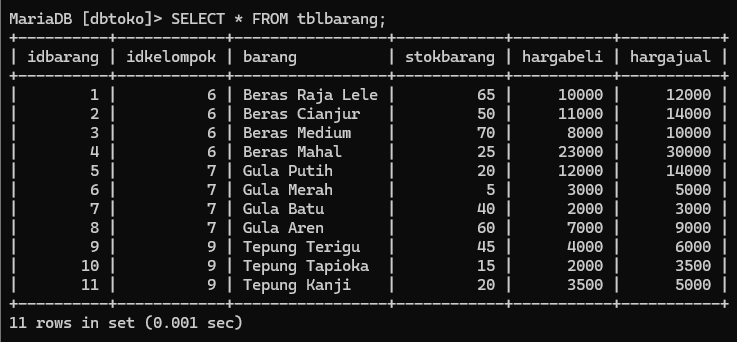 MariaDB [dbtoko]> SELECT * FROM tblbarang;
+----------+------------+-----------------+------------+-----------+-----------+
| idbarang | idkelompok | barang          | stokbarang | hargabeli | hargajual |
+----------+------------+-----------------+------------+-----------+-----------+
|        1 |          6 | Beras Raja Lele |         65 |     10000 |     12000 |
|        2 |          6 | Beras Cianjur   |         50 |     11000 |     14000 |
|        3 |          6 | Beras Medium    |         70 |      8000 |     10000 |
|        4 |          6 | Beras Mahal     |         25 |     23000 |     30000 |
|        5 |          7 | Gula Putih      |         20 |     12000 |     14000 |
|        6 |          7 | Gula Merah      |          5 |      3000 |      5000 |
|        7 |          7 | Gula Batu       |         40 |      2000 |      3000 |
|        8 |          7 | Gula Aren       |         60 |      7000 |      9000 |
|        9 |          9 | Tepung Terigu   |         45 |      4000 |      6000 |
|       10 |          9 | Tepung Tapioka  |         15 |      2000 |      3500 |
|       11 |          9 | Tepung Kanji    |         20 |      3500 |      5000 |
+----------+------------+-----------------+------------+-----------+-----------+
11 rows in set (0.001 sec)